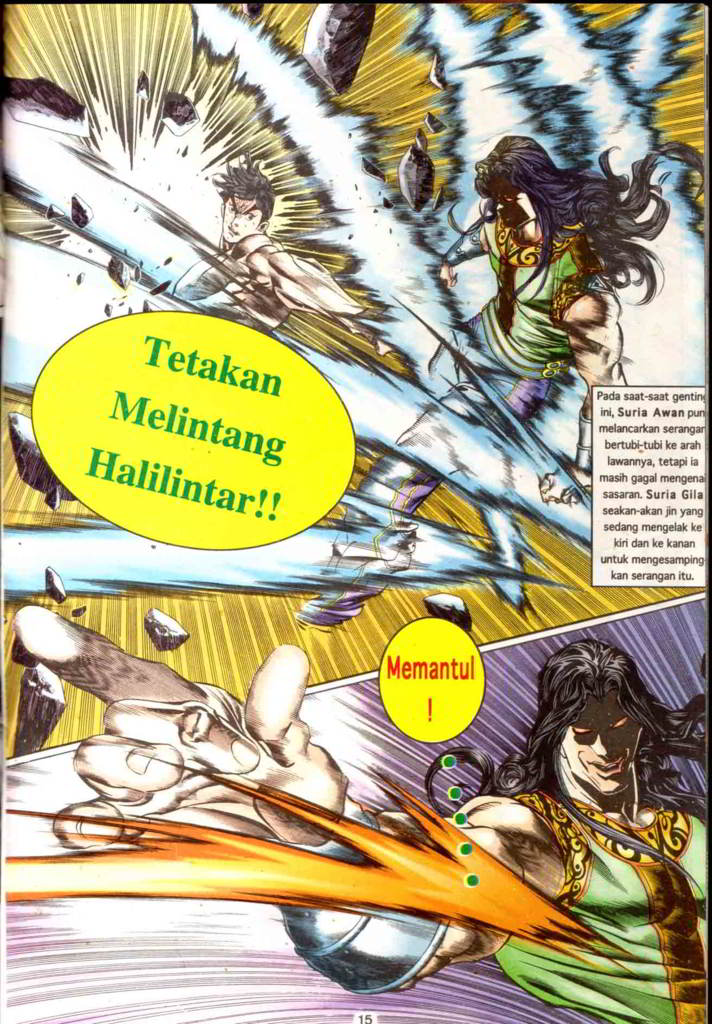 Tetakan
Melintang
Halilintar!!
Pada saat-saat genting
ini, Suria Awan pun
melancarkan serangan
bertubi-tubi ke arah
lawannya, tetapi ia
masih gagal mengenai
sasaran. Suria Gila
seakan-akan jin yang
sedang mengelak ke
kiri dan ke kanan
untuk mengesamping-
kan serangan itu.
Memantul
!
15